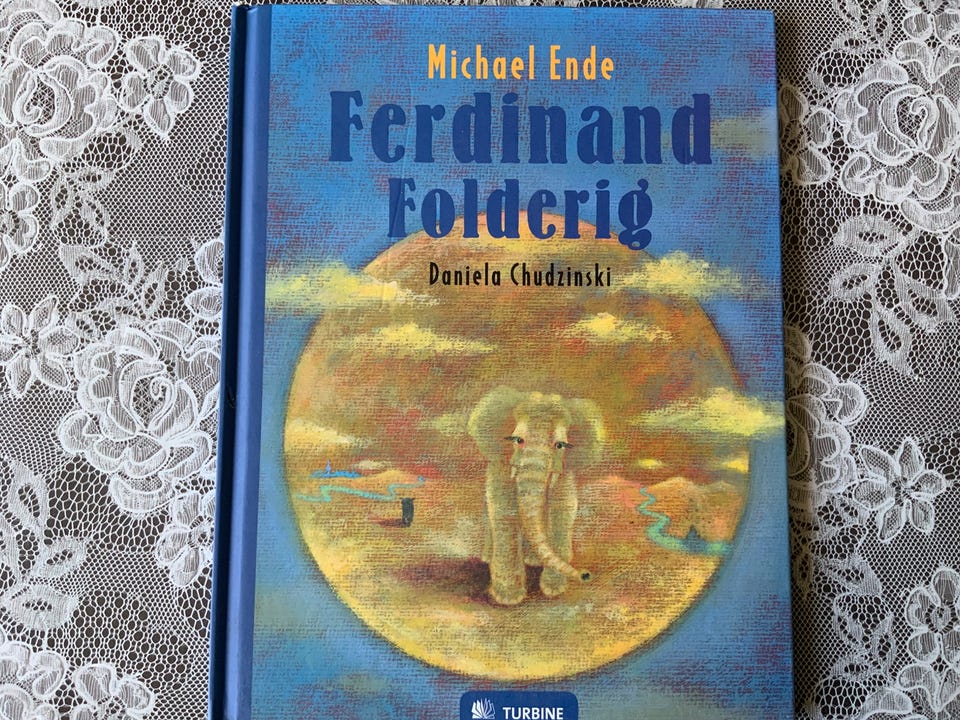 Michael Ende
Ferdinand
Folderig
Daniela Chudzinski
TURBINE